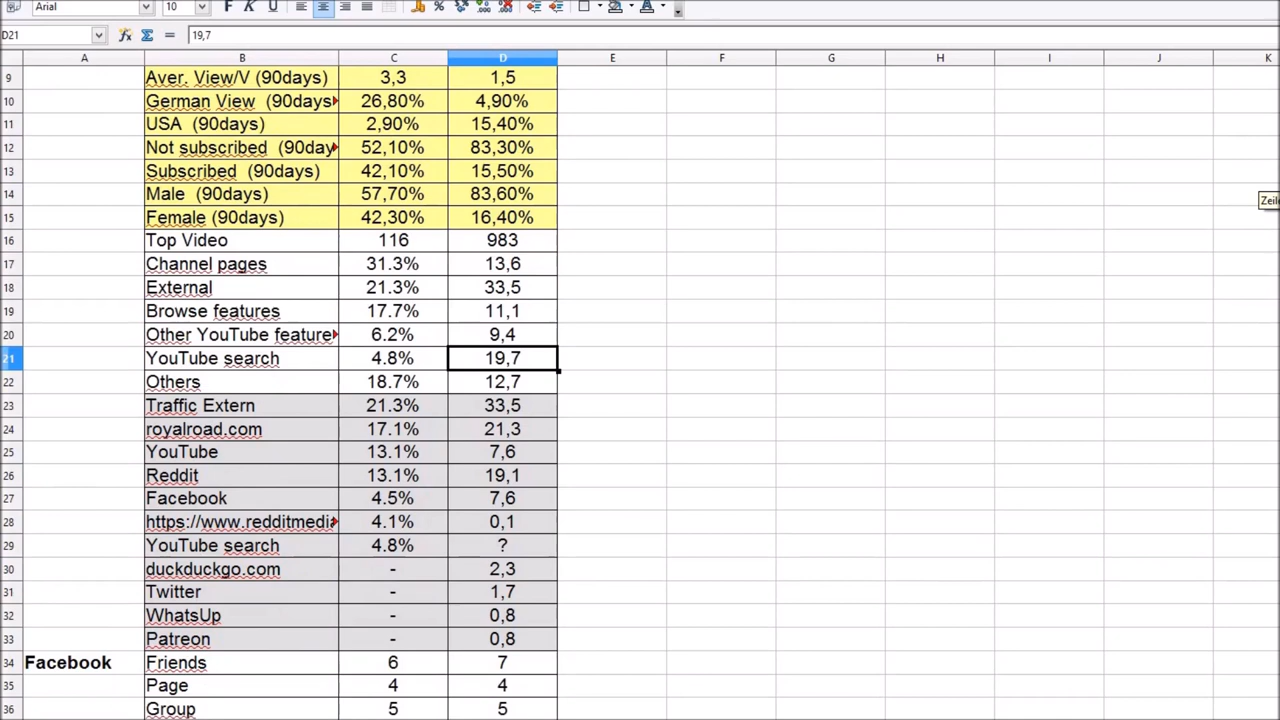 Arial 10 F K U
D21 19,7
A B C D E F G H I J K
9 Aver. View/V (90days) 3,3 1,5
10 German View (90days 26,80% 4,90%
11 USA (90days) 2,90% 15,40%
12 Not subscribed (90day 52,10% 83,30%
13 Subscribed (90days) 42,10% 15,50%
14 Male (90days) 57,70% 83,60%
15 Female (90days) 42,30% 16,40%
16 Top Video 116 983
17 Channel pages 31.3% 13,6
18 External 21.3% 33,5
19 Browse features 17.7% 11,1
20 Other YouTube feature 6.2% 9,4
21 YouTube search 4.8% 19,7
22 Others 18.7% 12,7
23 Traffic Extern 21.3% 33,5
24 royalroad.com 17.1% 21,3
25 YouTube 13.1% 7,6
26 Reddit 13.1% 19,1
27 Facebook 4.5% 7,6
28 https://www.redditmedia 4.1% 0,1
29 YouTube search 4.8% ?
30 duckduckgo.com - 2,3
31 Twitter - 1,7
32 WhatsUp - 0,8
33 Patreon - 0,8
34 Facebook Friends 6 7
35 Page 4 4
36 Group 5 5